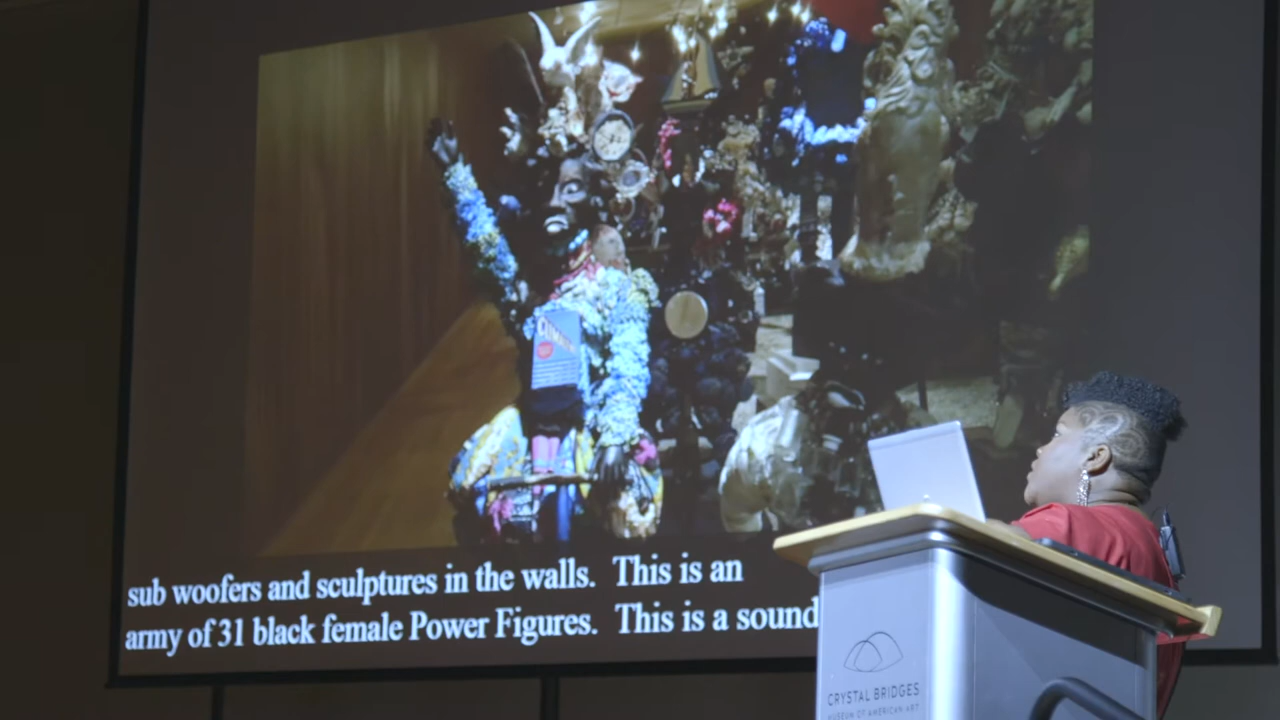 sub woofers and sculptures in the walls. This is an
army of 31 black female Power Figures. This is a sound
CRYSTAL BRIDGES
MUSEUM OF AMERICAN ART